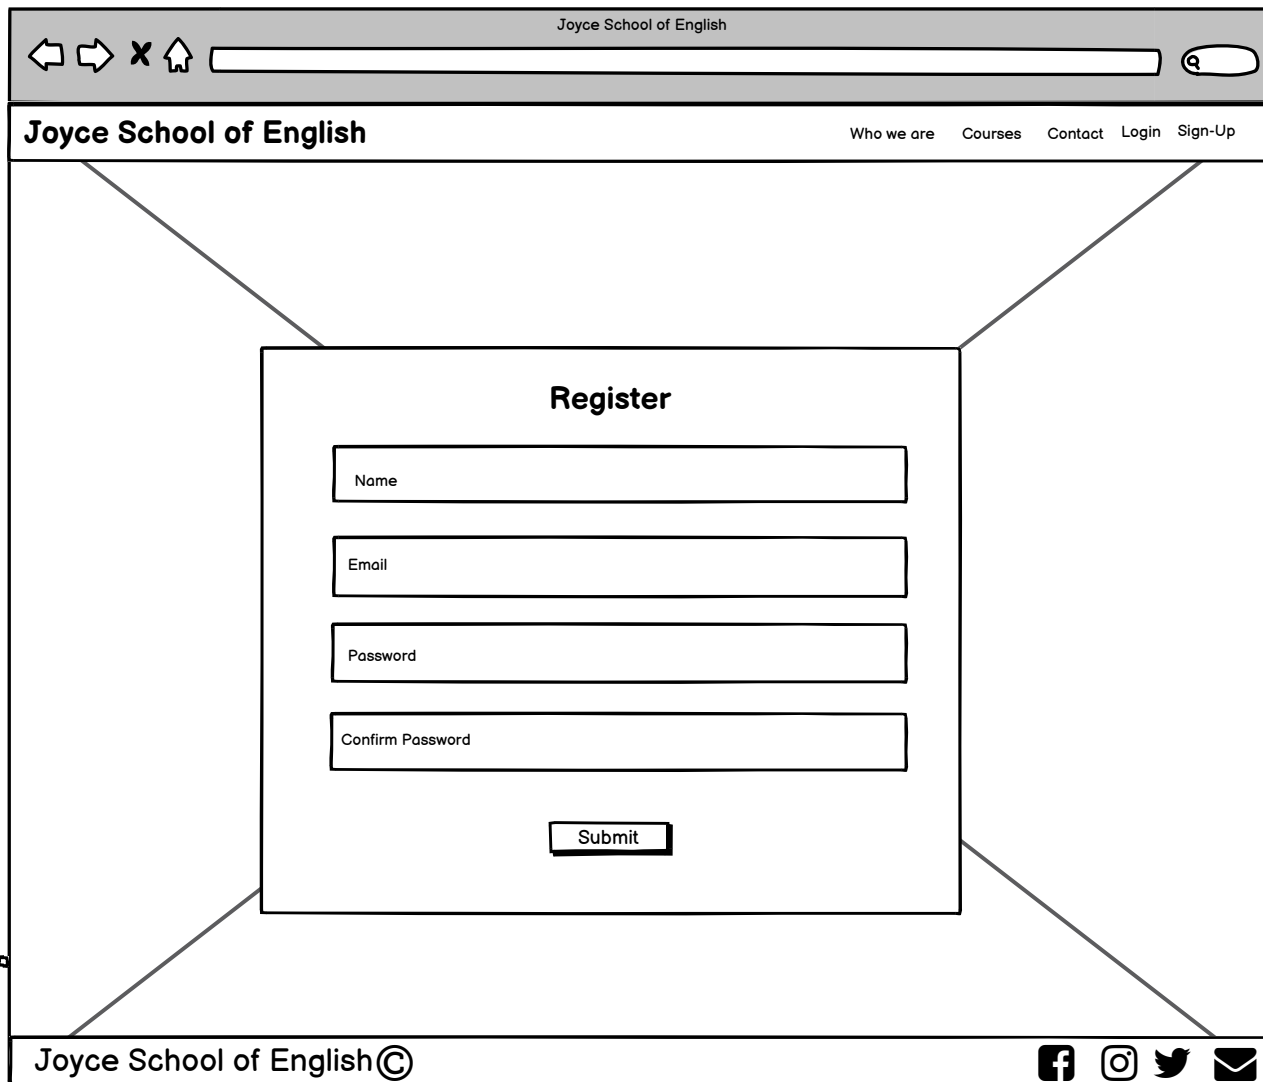 Joyce School of English
Joyce School of English
Who we are Courses Contact Login Sign-Up
Register
Name
Email
Password
Confirm Password
Submit
Joyce School of English©